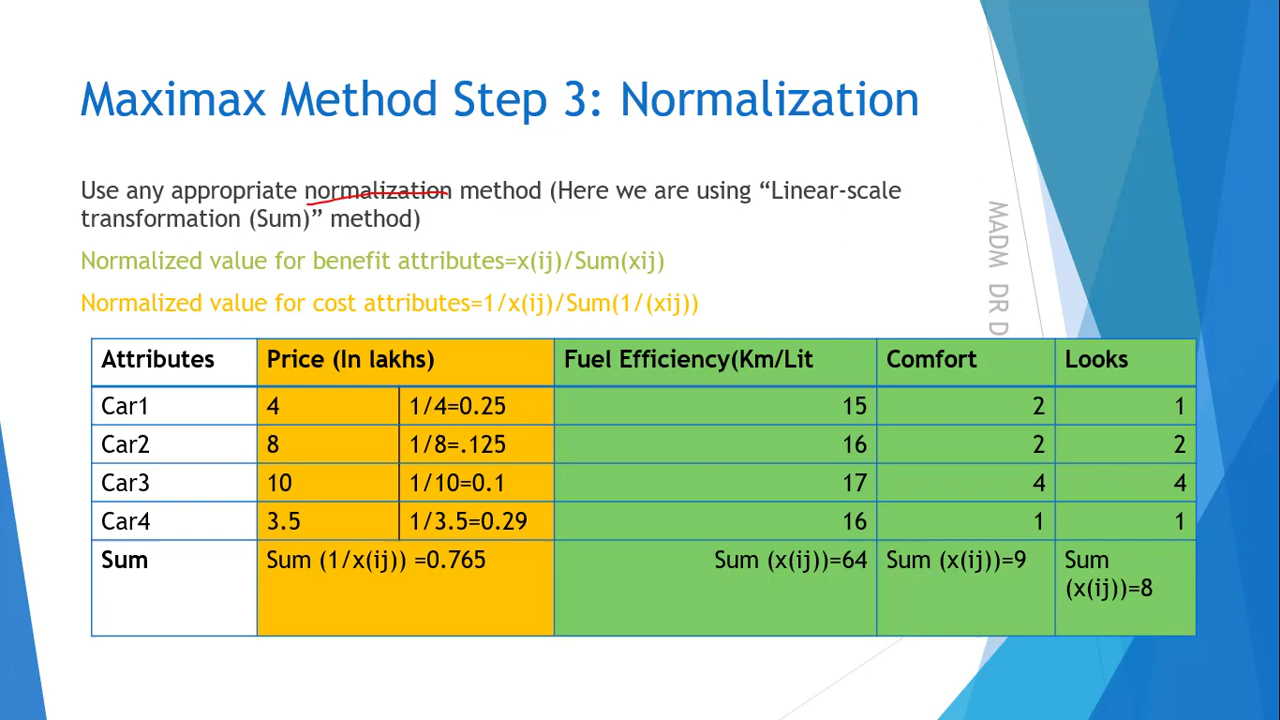 Maximax Method Step 3: Normalization
Use any appropriate normalization method (Here we are using “Linear-scale
transformation (Sum)” method)
Normalized value for benefit attributes=x(ij)/Sum(xij)
Normalized value for cost attributes=1/x(ij)/Sum(1/(xij))
MADM DR D
Attributes Price (In lakhs) Fuel Efficiency(Km/Lit Comfort Looks
Car1 4 1/4=0.25 15 2 1
Car2 8 1/8=.125 16 2 2
Car3 10 1/10=0.1 17 4 4
Car4 3.5 1/3.5=0.29 16 1 1
Sum Sum (1/x(ij)) =0.765 Sum (x(ij))=64 Sum (x(ij))=9 Sum
(x(ij))=8